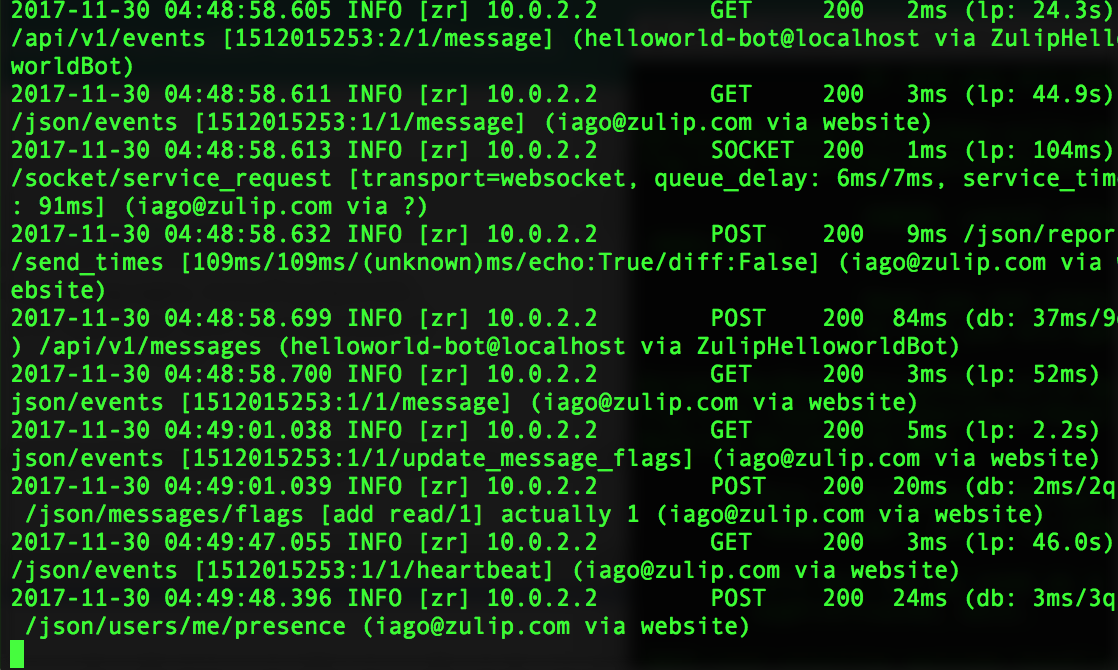 2017-11-30 04:48:58.605 INFO [zr] 10.0.2.2 GET 200 2ms (lp: 24.3s)
/api/v1/events [1512015253:2/1/message] (helloworld-bot@localhost via ZulipHell
worldBot)
2017-11-30 04:48:58.611 INFO [zr] 10.0.2.2 GET 200 3ms (lp: 44.9s)
/json/events [1512015253:1/1/message] (iago@zulip.com via website)
2017-11-30 04:48:58.613 INFO [zr] 10.0.2.2 SOCKET 200 1ms (lp: 104ms)
/socket/service_request [transport=websocket, queue_delay: 6ms/7ms, service_tim
: 91ms] (iago@zulip.com via ?)
2017-11-30 04:48:58.632 INFO [zr] 10.0.2.2 POST 200 9ms /json/repor
/send_times [109ms/109ms/(unknown)ms/echo:True/diff:False] (iago@zulip.com via
ebsite)
2017-11-30 04:48:58.699 INFO [zr] 10.0.2.2 POST 200 84ms (db: 37ms/9
) /api/v1/messages (helloworld-bot@localhost via ZulipHelloworldBot)
2017-11-30 04:48:58.700 INFO [zr] 10.0.2.2 GET 200 3ms (lp: 52ms)
json/events [1512015253:1/1/message] (iago@zulip.com via website)
2017-11-30 04:49:01.038 INFO [zr] 10.0.2.2 GET 200 5ms (lp: 2.2s)
json/events [1512015253:1/1/update_message_flags] (iago@zulip.com via website)
2017-11-30 04:49:01.039 INFO [zr] 10.0.2.2 POST 200 20ms (db: 2ms/2q
/json/messages/flags [add read/1] actually 1 (iago@zulip.com via website)
2017-11-30 04:49:47.055 INFO [zr] 10.0.2.2 GET 200 3ms (lp: 46.0s)
/json/events [1512015253:1/1/heartbeat] (iago@zulip.com via website)
2017-11-30 04:49:48.396 INFO [zr] 10.0.2.2 POST 200 24ms (db: 3ms/3q
/json/users/me/presence (iago@zulip.com via website)